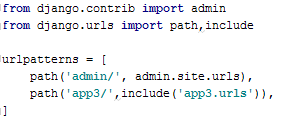 from django.contrib import admin
from django.urls import path,include

urlpatterns = [
    path('admin/', admin.site.urls),
    path('app3/',include('app3.urls')),
]